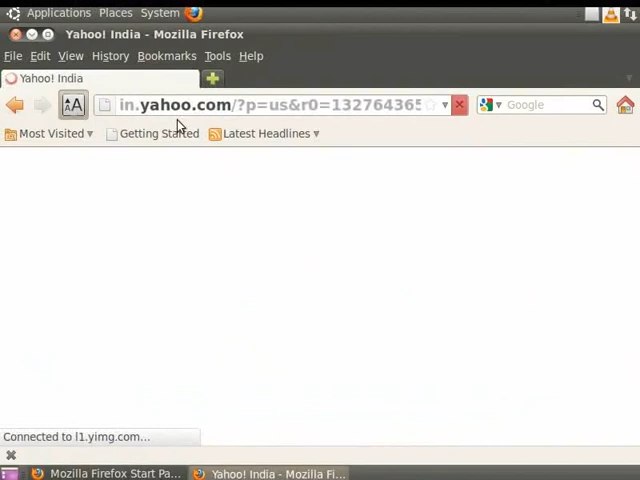 Applications Places System
Yahoo! India - Mozilla Firefox
File Edit View History Bookmarks Tools Help
Yahoo! India
AA in.yahoo.com/?p=us&r0=132764365 Google
Most Visited Getting Started Latest Headlines
Connected to l1.yimg.com...
Mozilla Firefox Start Pa... Yahoo! India - Mozilla Fi...